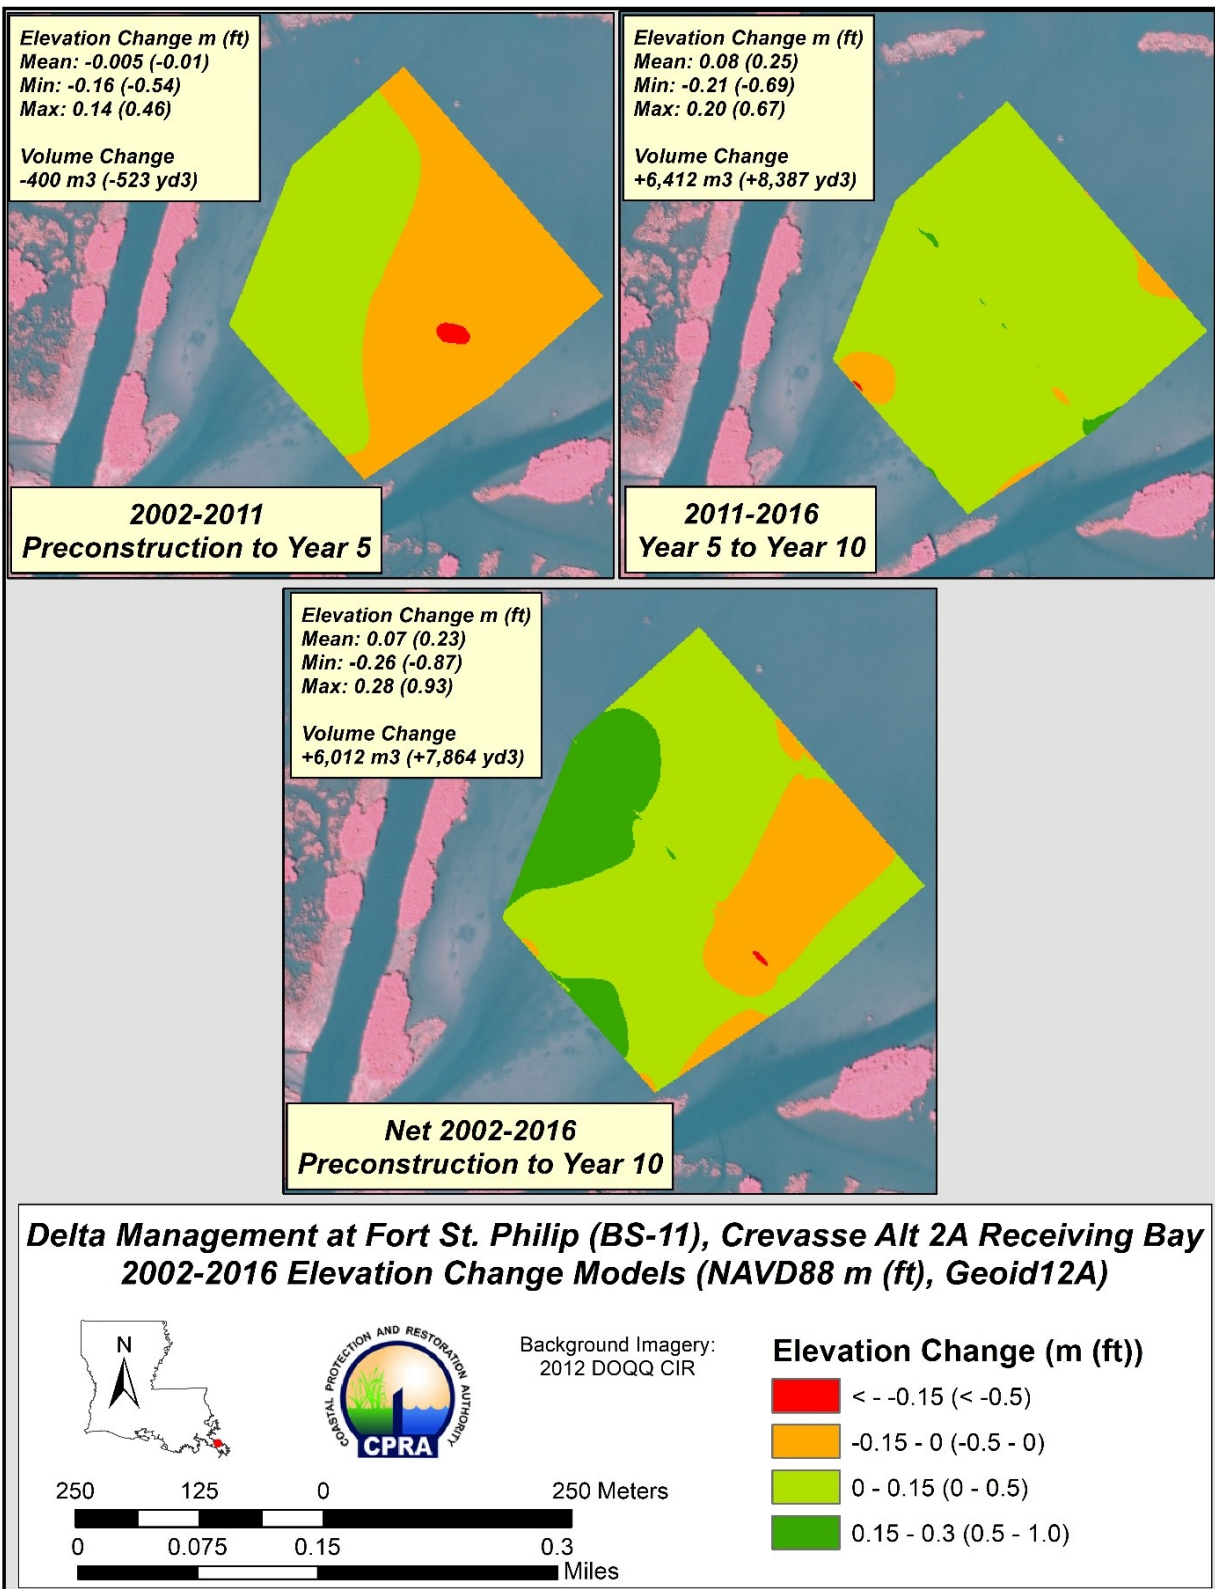 Elevation Change m (ft)
Mean: -0.005 (-0.01)
Min: -0.16 (-0.54)
Max: 0.14 (0.46)
Volume Change
-400 m3 (-523 yd3)
2002-2011
Preconstruction to Year 5
Elevation Change m (ft)
Mean: 0.08 (0.25)
Min: -0.21 (-0.69)
Max: 0.20 (0.67)
Volume Change
+6,412 m3 (+8,387 yd3)
2011-2016
Year 5 to Year 10
Elevation Change m (ft)
Mean: 0.07 (0.23)
Min: -0.26 (-0.87)
Max: 0.28 (0.93)
Volume Change
+6,012 m3 (+7,864 yd3)
Net 2002-2016
Preconstruction to Year 10
Delta Management at Fort St. Philip (BS-11), Crevasse Alt 2A Receiving Bay
2002-2016 Elevation Change Models (NAVD88 m (ft), Geoid12A)
N
COASTAL PROTECTION AND RESTORATION AUTHORITY
CPRA
Background Imagery:
2012 DOQQ CIR
250 125 0 250 Meters
0 0.075 0.15 0.3
Miles
Elevation Change (m (ft))
< - -0.15 (< -0.5)
-0.15 - 0 (-0.5 - 0)
0 - 0.15 (0 - 0.5)
0.15 - 0.3 (0.5 - 1.0)